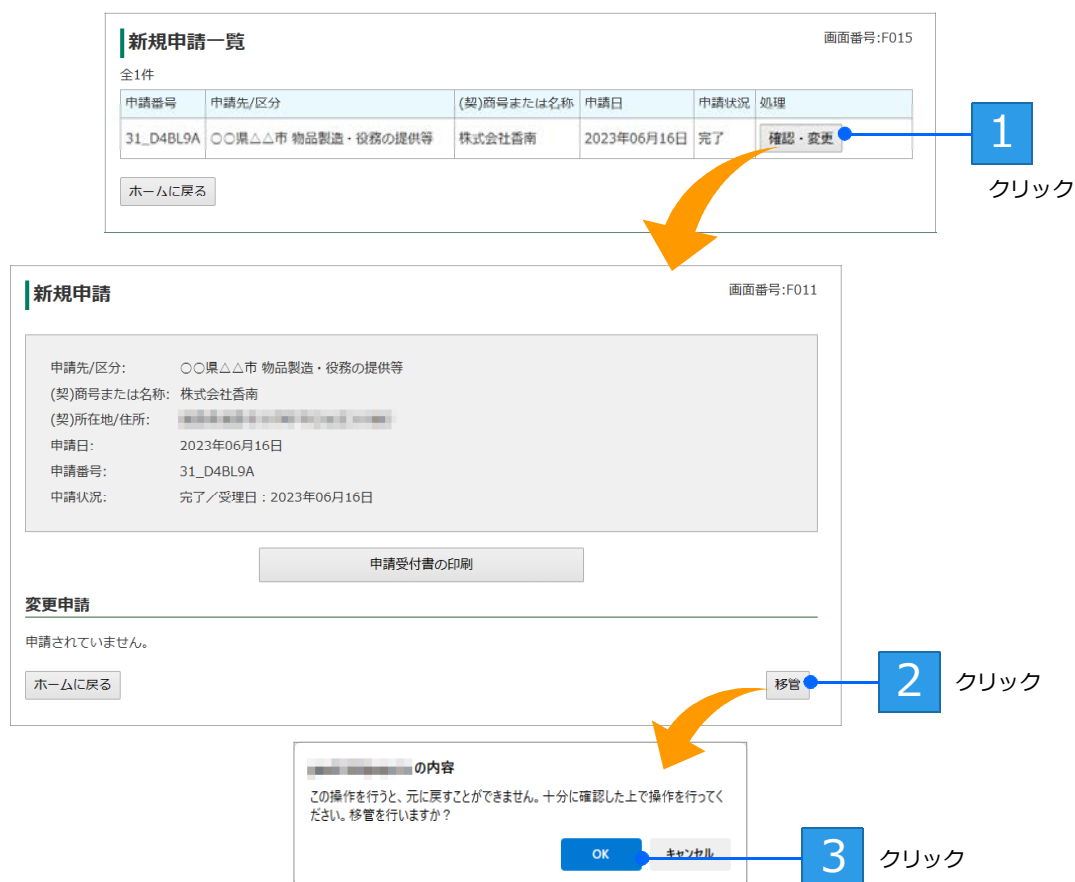 新規申請一覧
画面番号:F015
全1件
申請番号 申請先/区分 (契)商号または名称 申請日 申請状況 処理
31_D4BL9A 〇〇県△△市 物品製造・役務の提供等 株式会社香南 2023年06月16日 完了 確認・変更
1
クリック
ホームに戻る
新規申請
画面番号:F011
申請先/区分: 〇〇県△△市 物品製造・役務の提供等
(契)商号または名称: 株式会社香南
(契)所在地/住所:
申請日: 2023年06月16日
申請番号: 31_D4BL9A
申請状況: 完了/受理日:2023年06月16日
申請受付書の印刷
変更申請
申請されていません。
ホームに戻る
移管
2
クリック
の内容
この操作を行うと、元に戻すことができません。十分に確認した上で操作を行ってく
ださい。移管を行いますか?
OK キャンセル
3
クリック